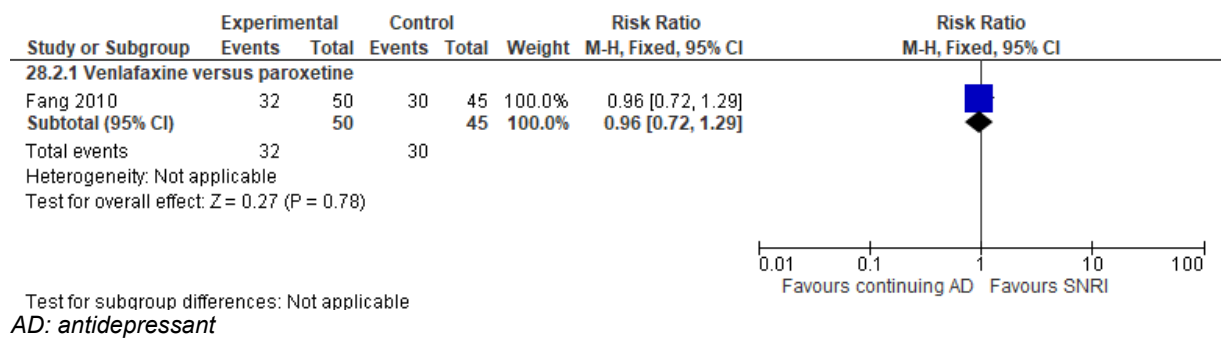 Experimental Control Risk Ratio Risk Ratio
Study or Subgroup Events Total Events Total Weight M-H, Fixed, 95% CI M-H, Fixed, 95% CI
28.2.1 Venlafaxine versus paroxetine
Fang 2010 32 50 30 45 100.0% 0.96 [0.72, 1.29]
Subtotal (95% CI) 50 45 100.0% 0.96 [0.72, 1.29]
Total events 32 30
Heterogeneity: Not applicable
Test for overall effect: Z = 0.27 (P = 0.78)
0.01 0.1 1 10 100
Favours continuing AD Favours SNRI
Test for subgroup differences: Not applicable
AD: antidepressant